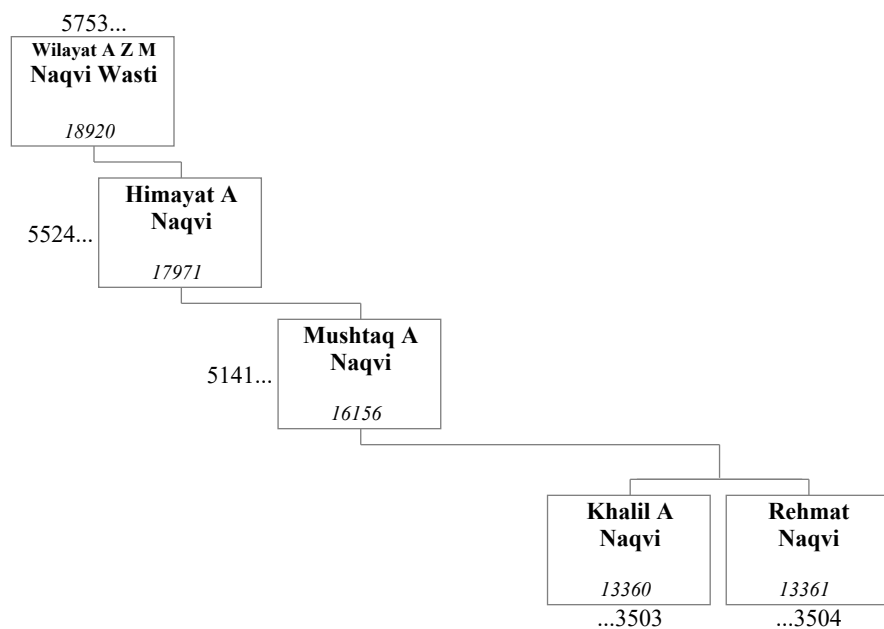 5753...
Wilayat A Z M
Naqvi Wasti
18920
Himayat A
Naqvi
5524...
17971
Mushtaq A
Naqvi
5141...
16156
Khalil A
Naqvi
13360
...3503
Rehmat
Naqvi
13361
...3504